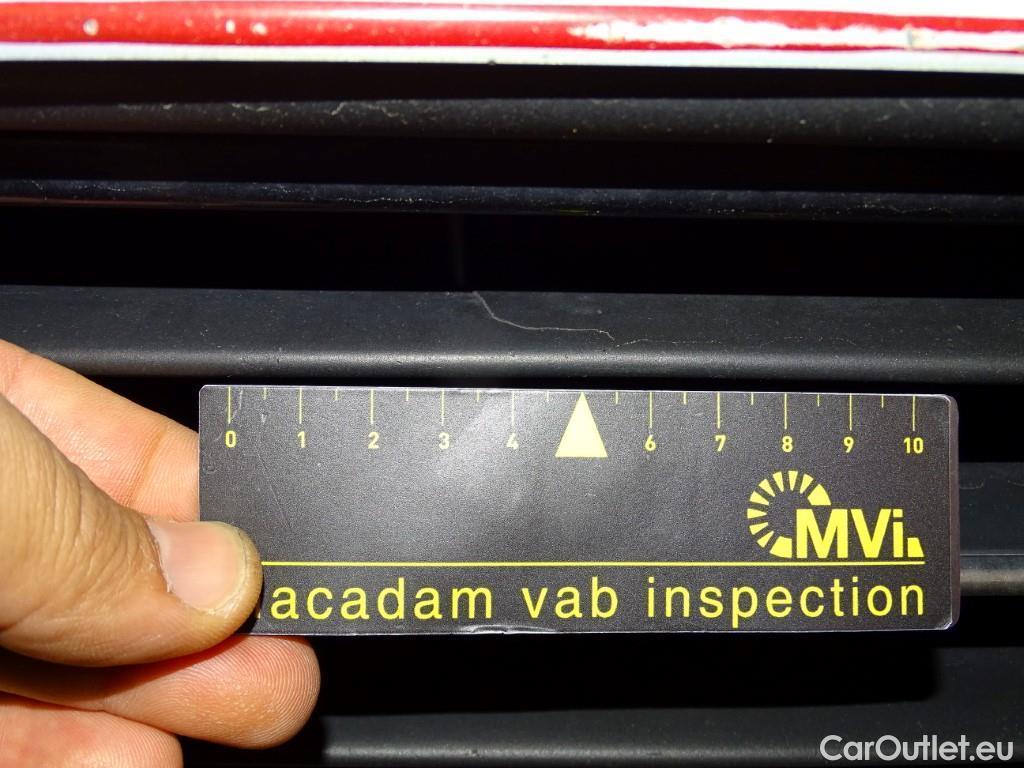 0 1 2 3 4 6 7 8 9 10
MVi
acadam vab inspection
CarOutlet.eu